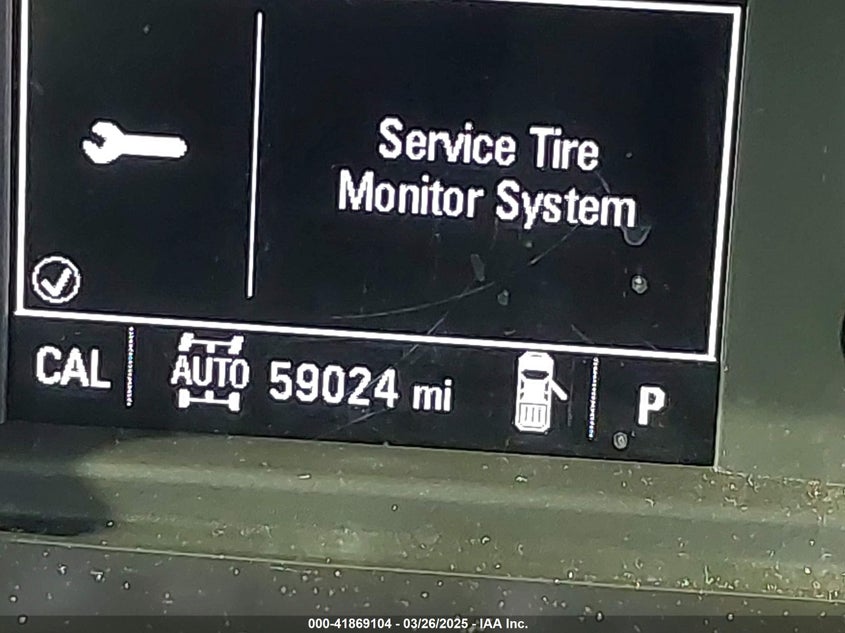 Service Tire
Monitor System
CAL
AUTO
59024 mi
P
000-41869104 - 03/26/2025 - IAA Inc.